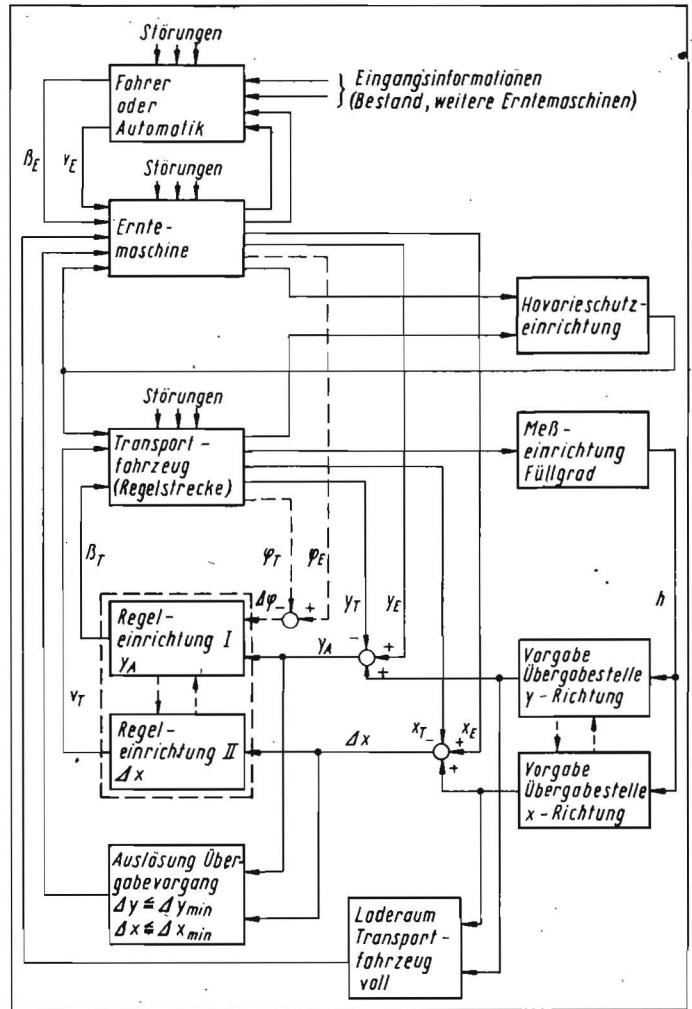 Störungen
Fahrer
oder
Automatik
Eingangsinformationen
(Bestand, weitere Erntemaschinen)
β_E
v_E
Störungen
Ernte-
maschine
Havarieschutz-
einrichtung
Störungen
Transport-
fahrzeug
(Regelstrecke)
Meß-
einrichtung
Füllgrad
β_T
φ_T
φ_E
y_T
y_E
h
Δφ
-
+
Regel-
einrichtung I
y_A
y_A
-
+
+
Vorgabe
Übergabestelle
y-Richtung
v_T
Regel-
einrichtung II
Δx
Δx
x_T
x_E
-
+
+
Vorgabe
Übergabestelle
x-Richtung
Auslösung Über-
gabevorgang
Δy ≦ Δy_min
Δx ≦ Δx_min
Laderaum
Transport-
fahrzeug
voll